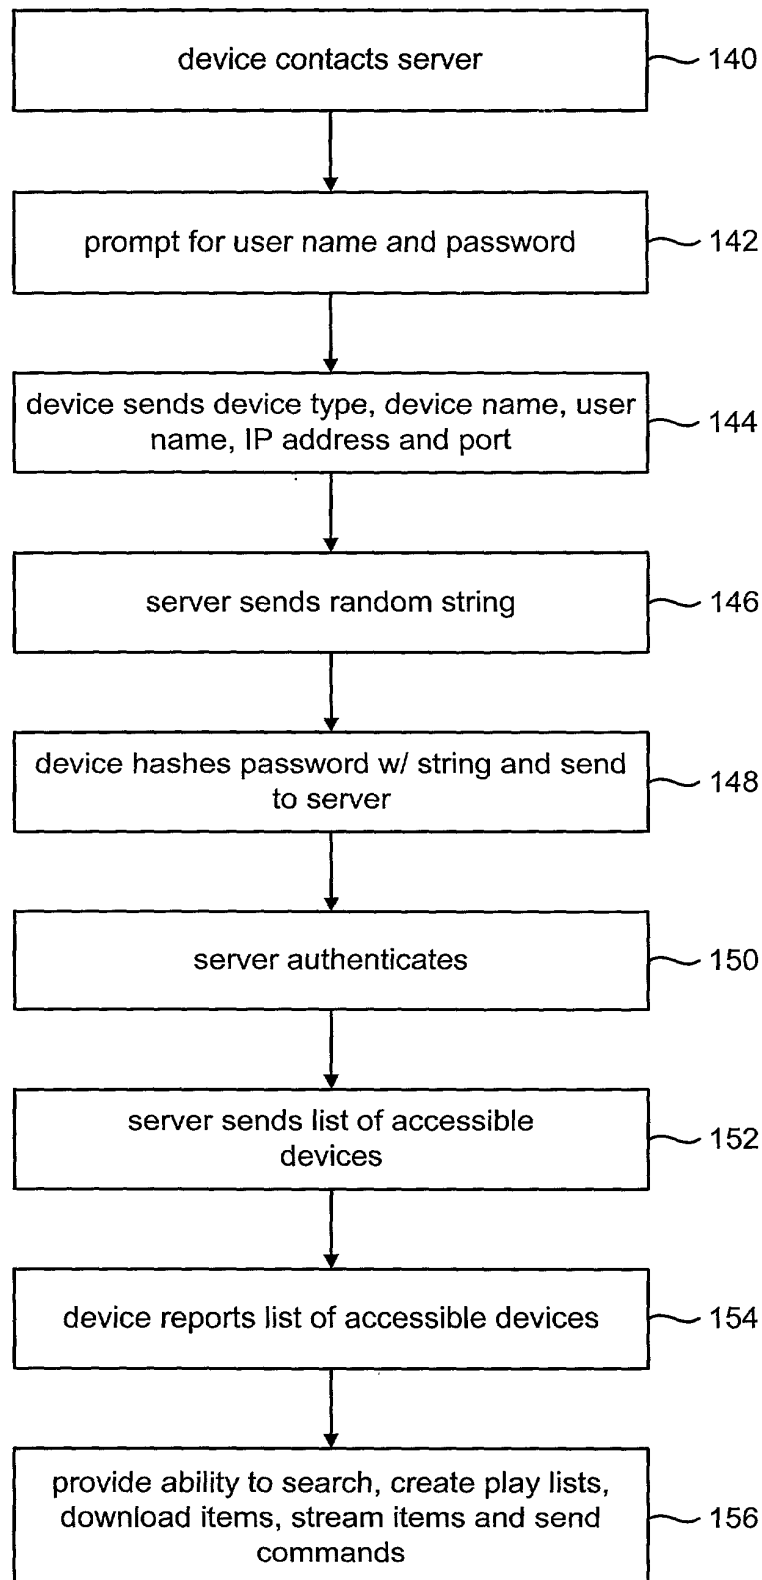 device contacts server
140
prompt for user name and password
142
device sends device type, device name, user
name, IP address and port
144
server sends random string
146
device hashes password w/ string and send
to server
148
server authenticates
150
server sends list of accessible
devices
152
device reports list of accessible devices
154
provide ability to search, create play lists,
download items, stream items and send
commands
156